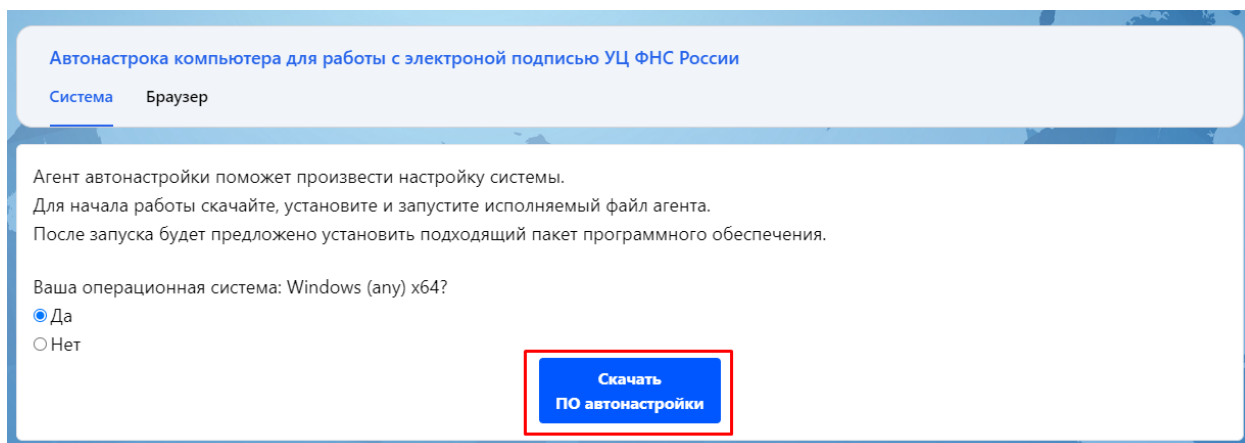 Автонастрока компьютера для работы с электроной подписью УЦ ФНС России
Система Браузер
Агент автонастройки поможет произвести настройку системы.
Для начала работы скачайте, установите и запустите исполняемый файл агента.
После запуска будет предложено установить подходящий пакет программного обеспечения.
Ваша операционная система: Windows (any) x64?
Да
Нет
Скачать
ПО автонастройки